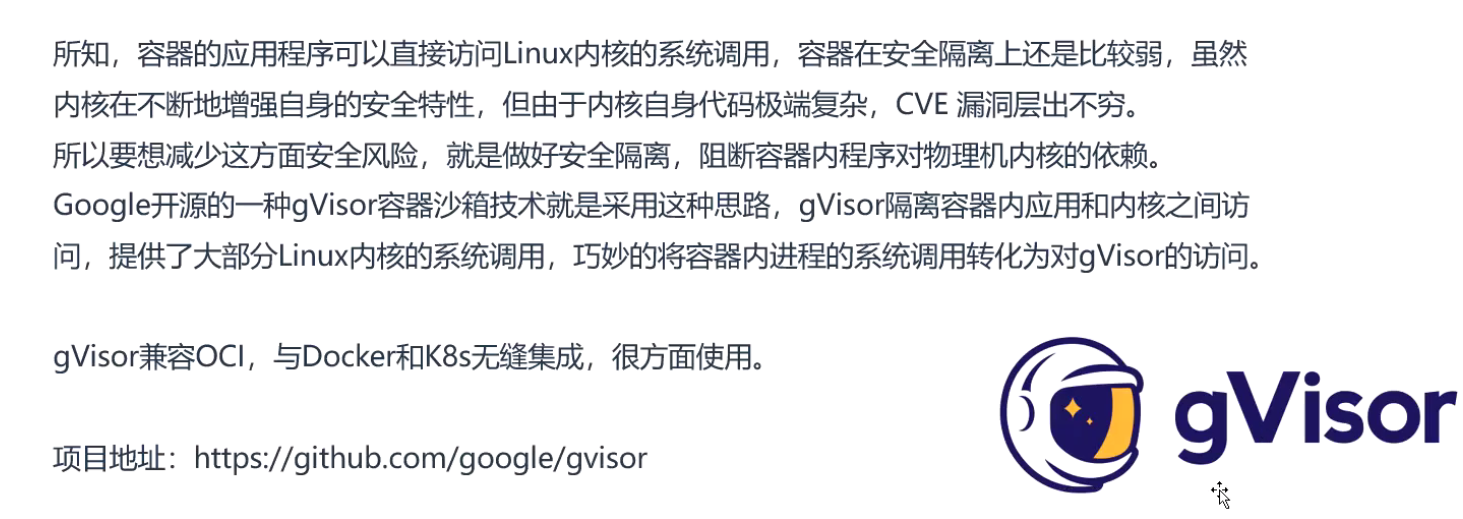 所知，容器的应用程序可以直接访问Linux内核的系统调用，容器在安全隔离上还是比较弱，虽然
内核在不断地增强自身的安全特性，但由于内核自身代码极端复杂，CVE 漏洞层出不穷。
所以要想减少这方面安全风险，就是做好安全隔离，阻断容器内程序对物理机内核的依赖。
Google开源的一种gVisor容器沙箱技术就是采用这种思路，gVisor隔离容器内应用和内核之间访
问，提供了大部分Linux内核的系统调用，巧妙的将容器内进程的系统调用转化为对gVisor的访问。
gVisor兼容OCI，与Docker和K8s无缝集成，很方面使用。
gVisor
项目地址：https://github.com/google/gvisor